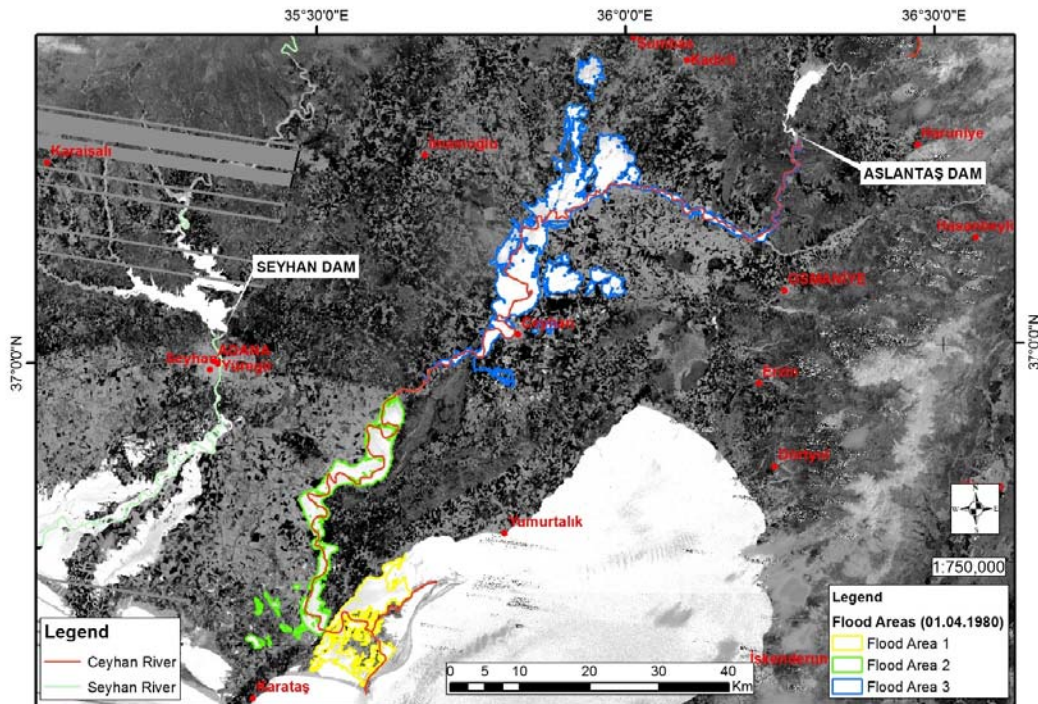 35°30'0"E
36°0'0"E
36°30'0"E
Sumbas
Kadirli
Karaisalı
İmamoğlu
Haruniye
ASLANTAŞ DAM
SEYHAN DAM
OSMANİYE
Ceyhan
37°0'0"N
37°0'0"N
ADANA
Seyhan
Yüreğir
Erzin
Dörtyol
Yumurtalık
N
W
E
S
1:750,000
Legend
Ceyhan River
Seyhan River
Karataş
0
5
10
20
30
40
Km
İskenderun
Legend
Flood Areas (01.04.1980)
Flood Area 1
Flood Area 2
Flood Area 3